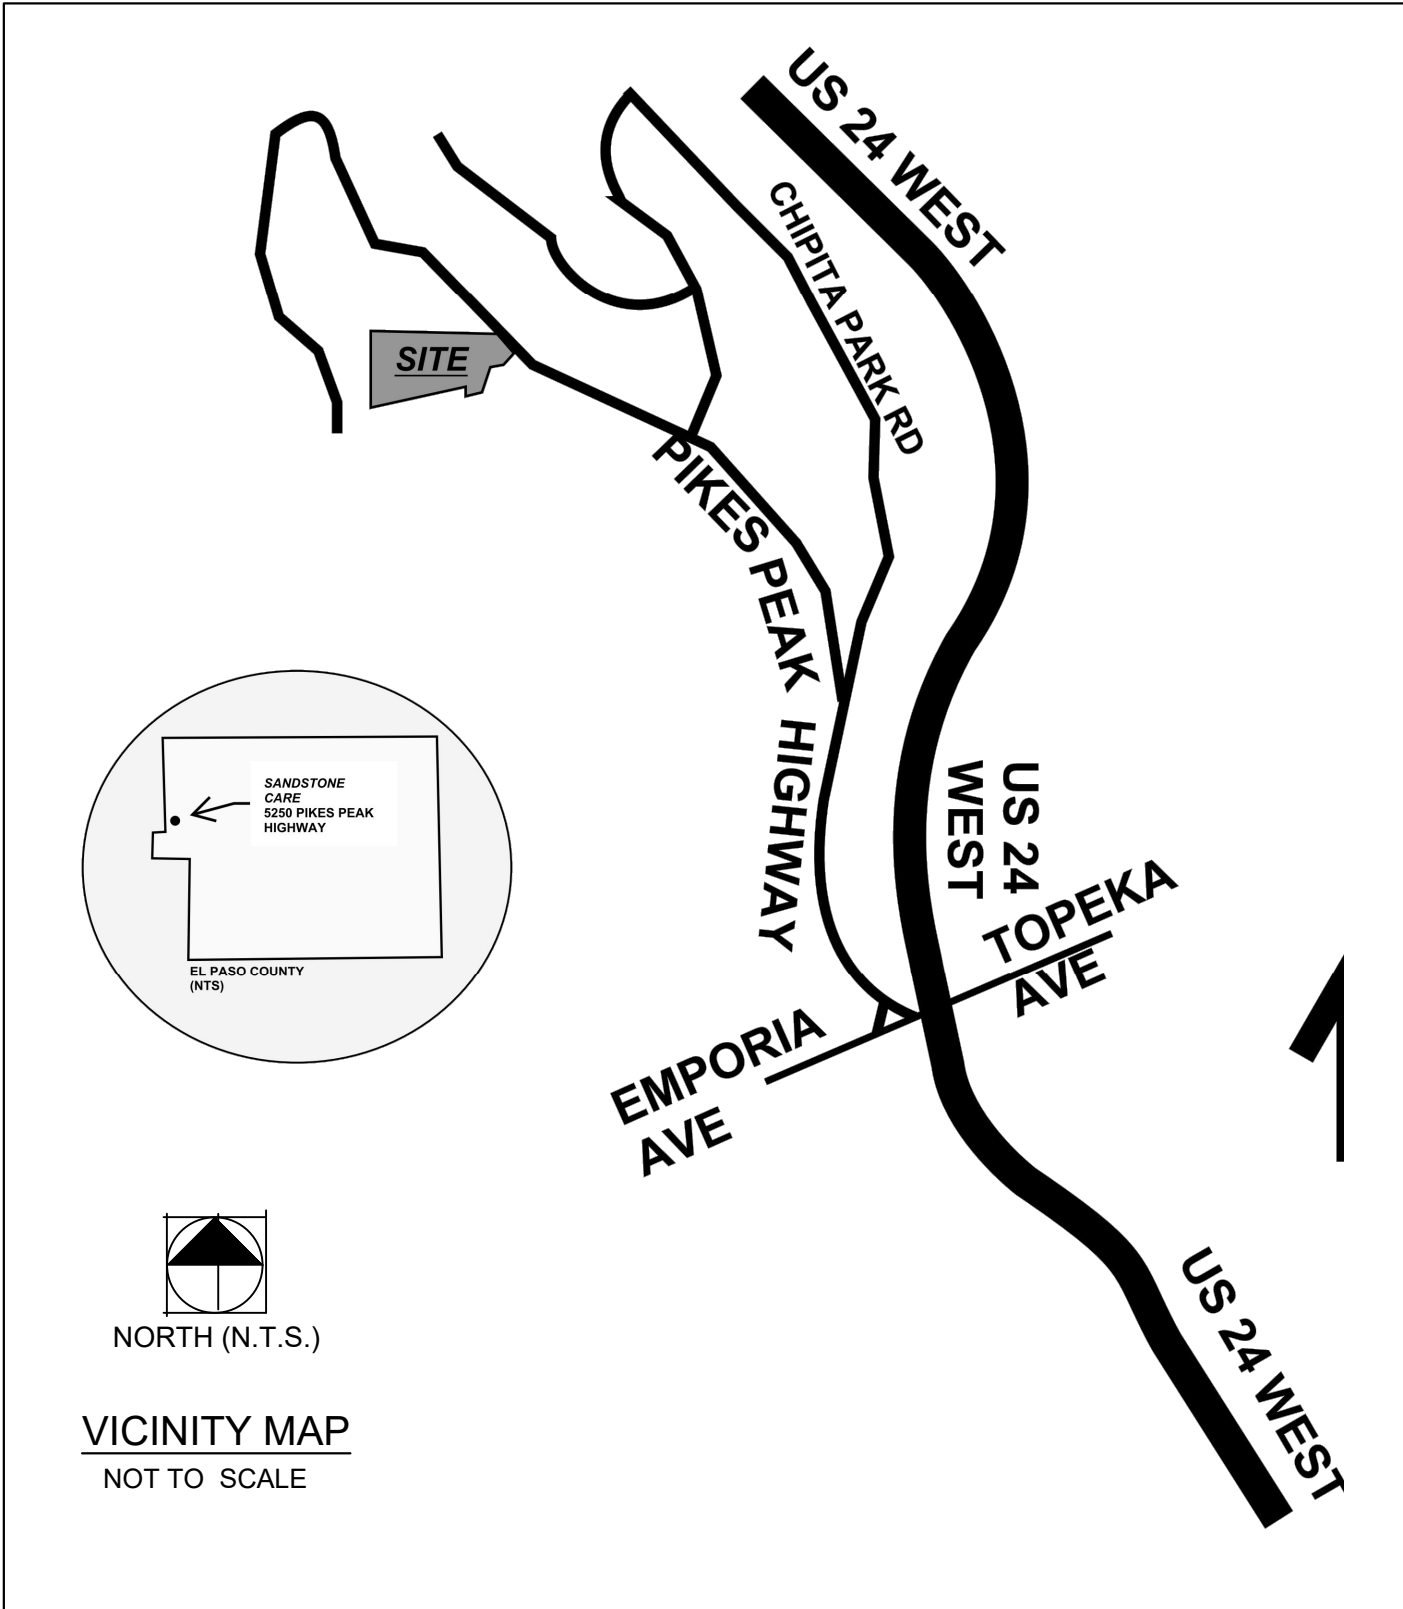 US 24 WEST
CHIPITA PARK RD
SITE
PIKES PEAK HIGHWAY
US 24
WEST
SANDSTONE
CARE
5250 PIKES PEAK
HIGHWAY
EL PASO COUNTY
(NTS)
TOPEKA
AVE
EMPORIA
AVE
NORTH (N.T.S.)
US 24 WEST
VICINITY MAP
NOT TO SCALE